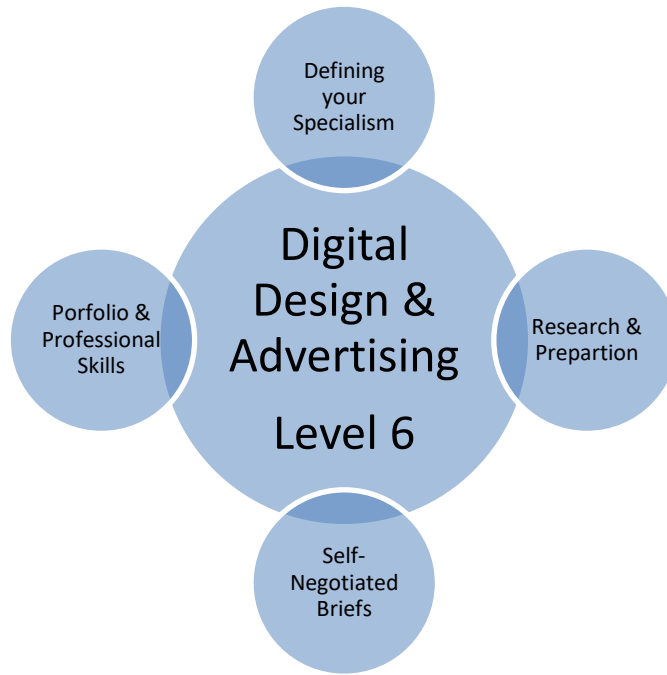 Defining
your
Specialism
Digital
Design &
Advertising
Level 6
Porfolio &
Professional
Skills
Research &
Prepartion
Self-
Negotiated
Briefs